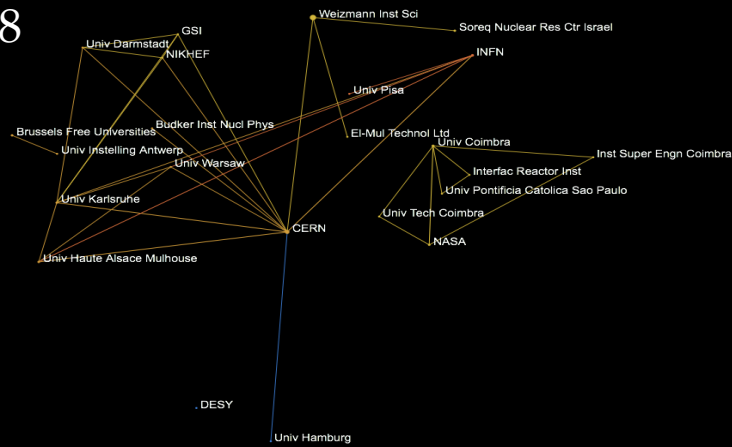 8
Weizmann Inst Sci
Soreq Nuclear Res Ctr Israel
GSI
Univ Darmstadt
NIKHEF
INFN
Univ Pisa
Brussels Free Universities
Budker Inst Nucl Phys
El-Mul Technol Ltd
Univ Coimbra
Univ Instelling Antwerp
Inst Super Engn Coimbra
Univ Warsaw
Interfac Reactor Inst
Univ Pontificia Catolica Sao Paulo
Univ Karlsruhe
Univ Tech Coimbra
CERN
NASA
Univ Haute Alsace Mulhouse
DESY
Univ Hamburg